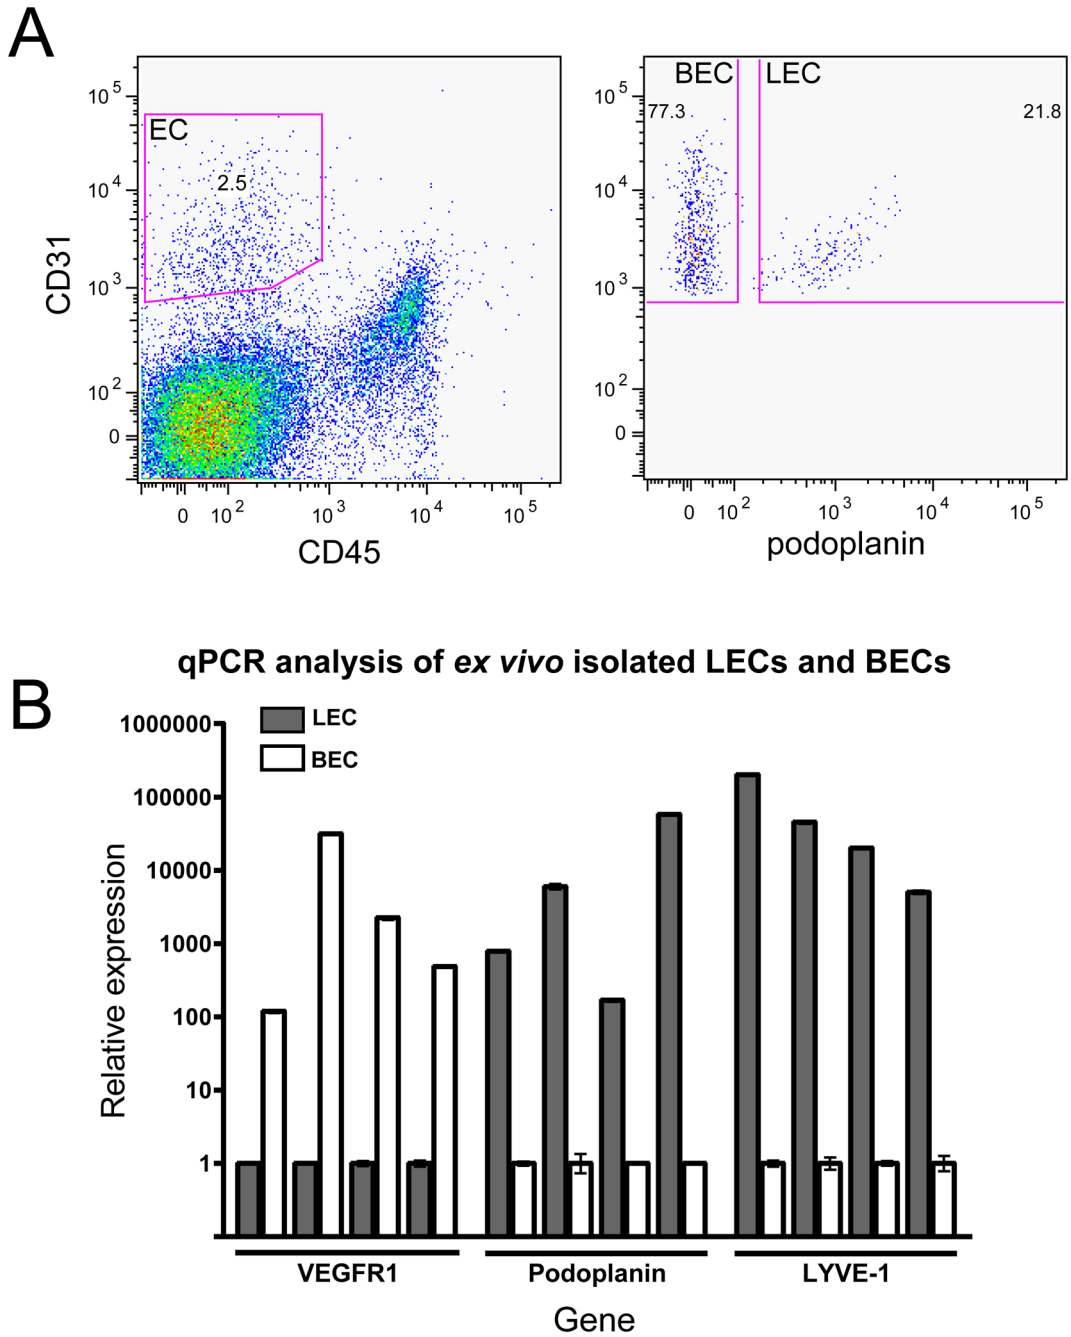 A
EC
2.5
10^5
10^4
10^3
10^2
0
CD31
0 10^2 10^3 10^4 10^5
CD45
BEC LEC
77.3 21.8
10^5
10^4
10^3
10^2
0
0 10^2 10^3 10^4 10^5
podoplanin
qPCR analysis of ex vivo isolated LECs and BECs
B
LEC
BEC
1000000
100000
10000
1000
100
10
1
Relative expression
VEGFR1 Podoplanin LYVE-1
Gene